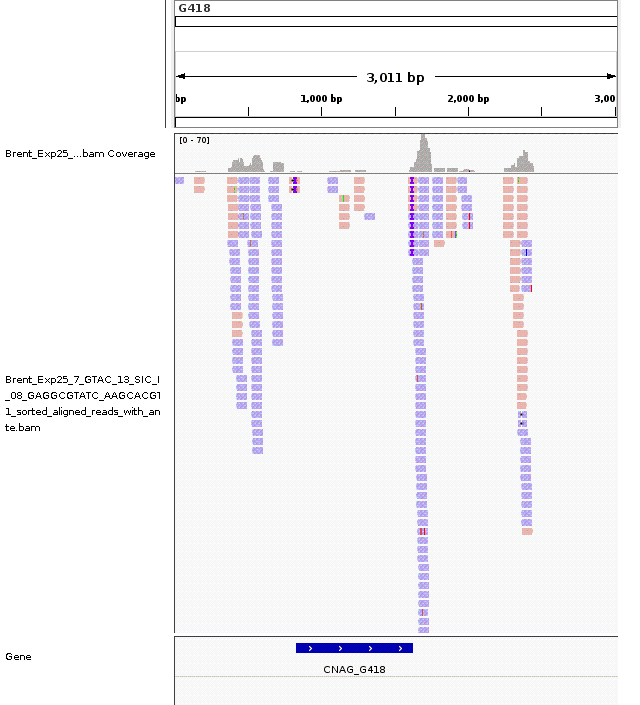 G418
3,011 bp
bp 1,000 bp 2,000 bp 3,00
[0 - 70]
Brent_Exp25_...bam Coverage
Brent_Exp25_7_GTAC_13_SIC_I
_08_GAGGCGTATC_AAGCACGT
1_sorted_aligned_reads_with_an
te.bam
Gene
CNAG_G418